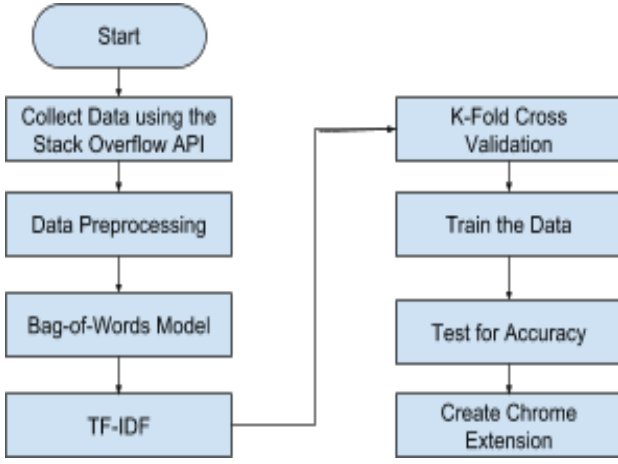 Start
Collect Data using the
Stack Overflow API
Data Preprocessing
Bag-of-Words Model
TF-IDF
K-Fold Cross
Validation
Train the Data
Test for Accuracy
Create Chrome
Extension